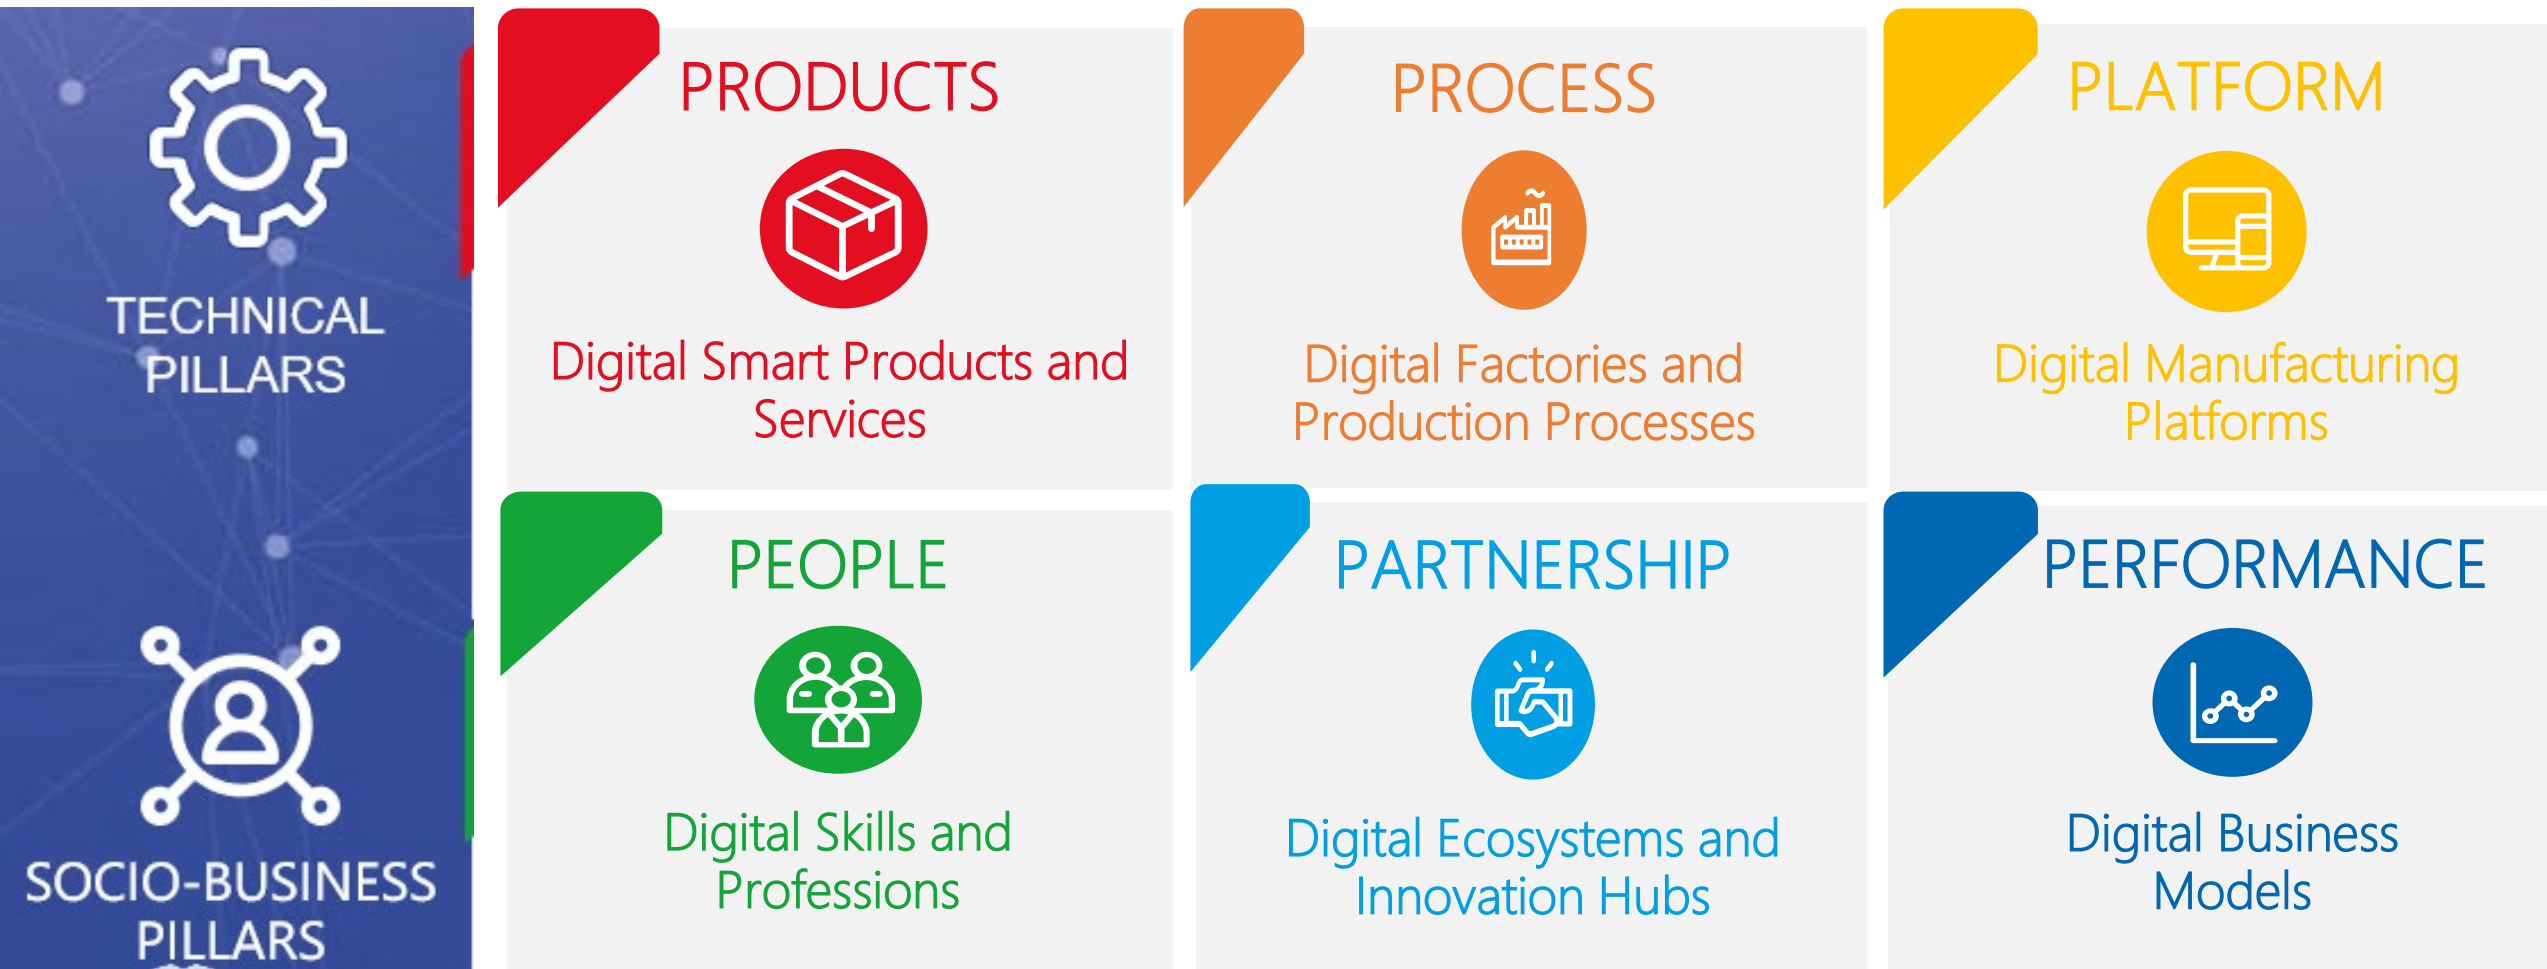 TECHNICAL
PILLARS
PRODUCTS
Digital Smart Products and
Services
PROCESS
Digital Factories and
Production Processes
PLATFORM
Digital Manufacturing
Platforms
SOCIO-BUSINESS
PILLARS
PEOPLE
Digital Skills and
Professions
PARTNERSHIP
Digital Ecosystems and
Innovation Hubs
PERFORMANCE
Digital Business
Models